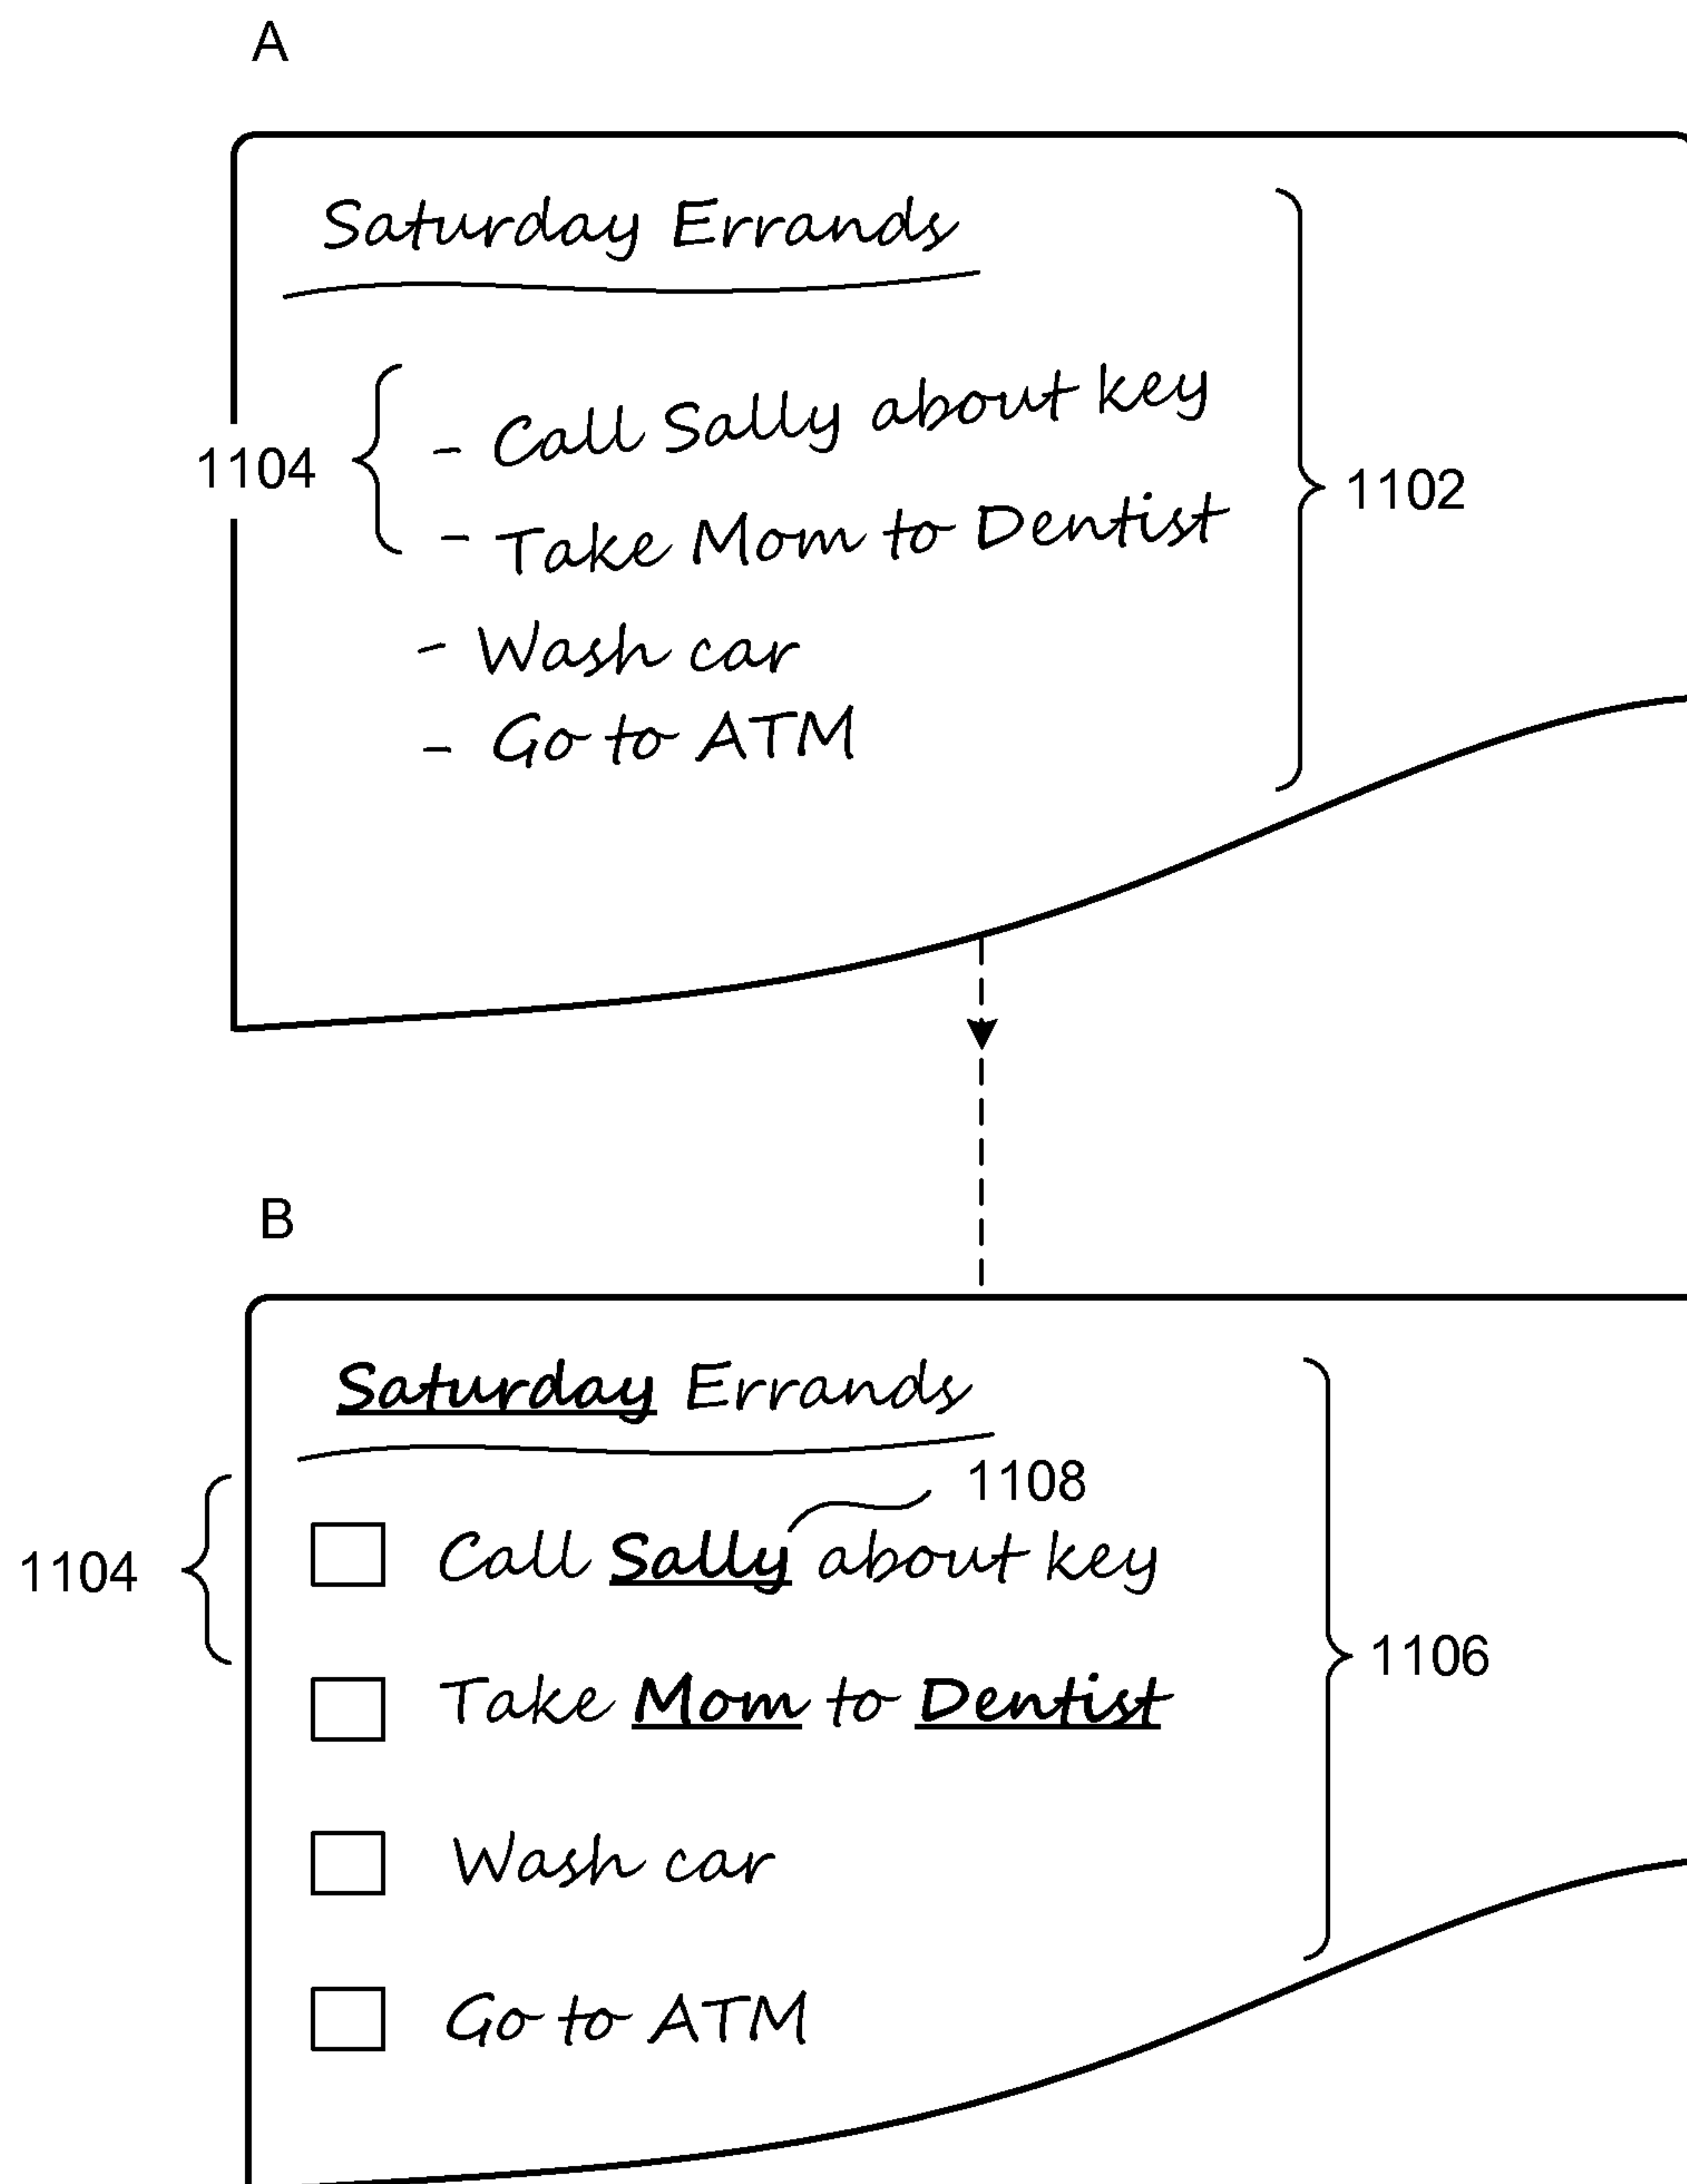 A
Saturday Errands
1104
- Call Sally about key
1102
- Take Mom to Dentist
- Wash car
- Go to ATM
B
Saturday Errands
1108
1104
Call Sally about key
1106
Take Mom to Dentist
Wash car
Go to ATM